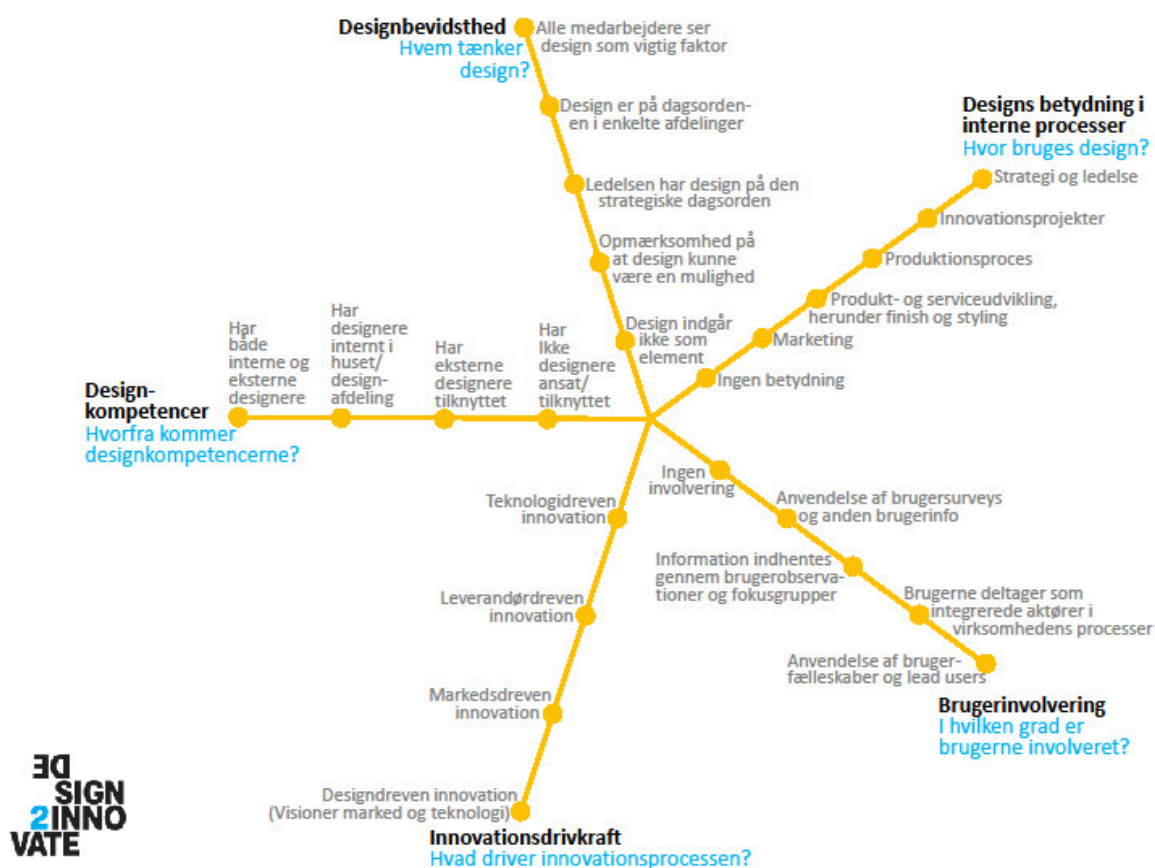 Designbevidsthed
Hvem tænker
design?
Alle medarbejdere ser
design som vigtig faktor
Design er på dagsorden-
en i enkelte afdelinger
Ledelsen har design på den
strategiske dagsorden
Opmærksomhed på
at design kunne
være en mulighed
Design indgår
ikke som
element
Designs betydning i
interne processer
Hvor bruges design?
Strategi og ledelse
Innovationsprojekter
Produktionsproces
Produkt- og serviceudvikling,
herunder finish og styling
Marketing
Ingen betydning
Design-
kompetencer
Hvorfra kommer
designkompetencerne?
Har
både
interne og
eksterne
designere
Har
designere
internt i
huset/
design-
afdeling
Har
eksterne
designere
tilknyttet
Har
Ikke
designere
ansat/
tilknyttet
Ingen
involvering
Anvendelse af brugersurveys
og anden brugerinfo
Information indhentes
gennem brugerobserva-
tioner og fokusgrupper
Brugerne deltager som
integrerede aktører i
virksomhedens processer
Anvendelse af bruger-
fælleskaber og lead users
Brugerinvolvering
I hvilken grad er
brugerne involveret?
Teknologidreven
innovation
Leverandørdreven
innovation
Markedsdreven
innovation
Designdreven innovation
(Visioner marked og teknologi)
Innovationsdrivkraft
Hvad driver innovationsprocessen?
DE
SIGN
2INNO
VATE